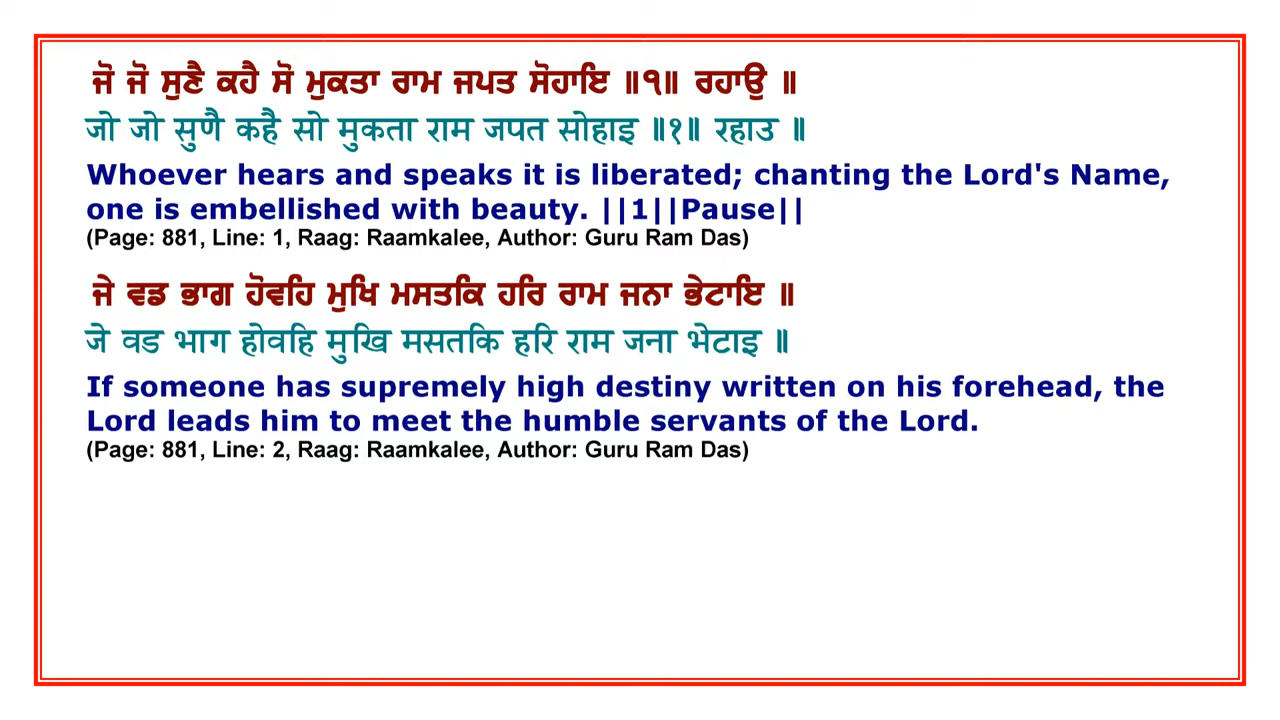 ਜੋ ਜੋ ਸੁਣੈ ਕਹੈ ਸੋ ਮੁਕਤਾ ਰਾਮ ਜਪਤ ਸੋਹਾਇ ॥੧॥ ਰਹਾਉ ॥
जो जो सुणै कहै सो मुकता राम जपत सोहाइ ॥१॥ रहाउ ॥
Whoever hears and speaks it is liberated; chanting the Lord's Name,
one is embellished with beauty. ||1||Pause||
(Page: 881, Line: 1, Raag: Raamkalee, Author: Guru Ram Das)
ਜੇ ਵਡ ਭਾਗ ਹੋਵਹਿ ਮੁਖਿ ਮਸਤਕਿ ਹਰਿ ਰਾਮ ਜਨਾ ਭੇਟਾਇ ॥
जे वड भाग होवहि मुखि मसतकि हरि राम जना भेटाइ ॥
If someone has supremely high destiny written on his forehead, the
Lord leads him to meet the humble servants of the Lord.
(Page: 881, Line: 2, Raag: Raamkalee, Author: Guru Ram Das)